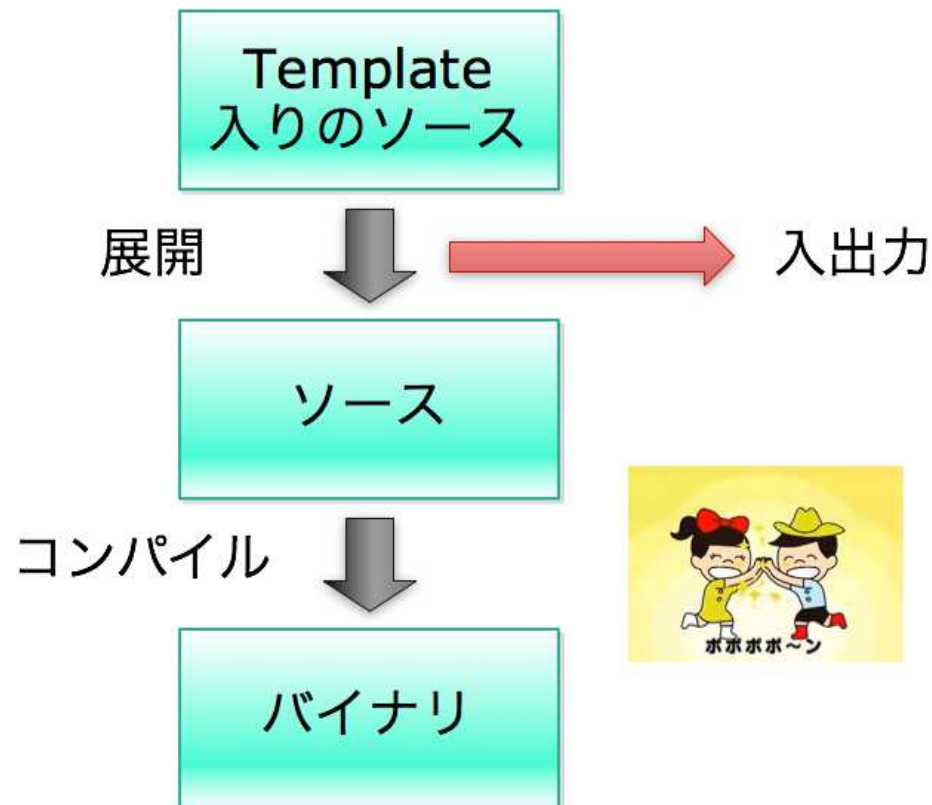 Template
入りのソース
展開
入出力
ソース
コンパイル
ポポポポ~ン
バイナリ